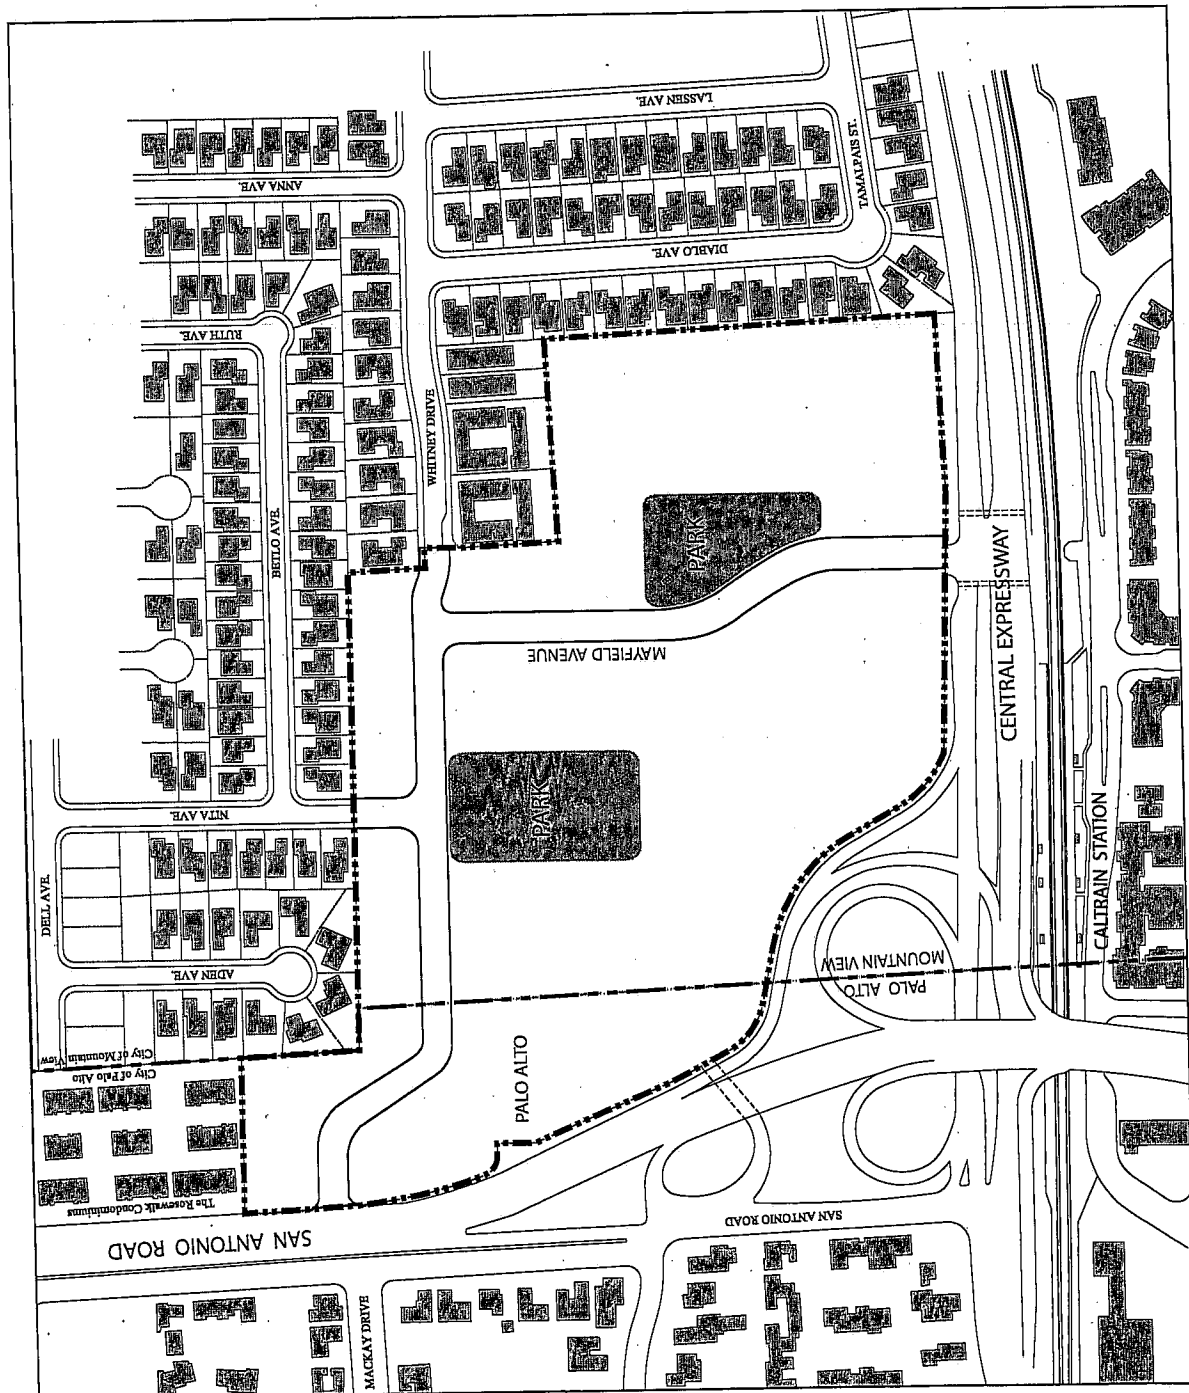 LASSEN AVE.
TAMALPAIS ST.
ANNA AVE.
DIABLO AVE.
RUTH AVE.
WHITNEY DRIVE
BETLO AVE.
PARK
CENTRAL EXPRESSWAY
MAYFIELD AVENUE
PARK
NITA AVE.
DELL AVE.
CALTRAIN STATION
ADEN AVE.
MOUNTAIN VIEW
PALO ALTO
City of Mountain View
City of Palo Alto
PALO ALTO
The Rosewalk Condominiums
SAN ANTONIO ROAD
SAN ANTONIO ROAD
MACKAY DRIVE